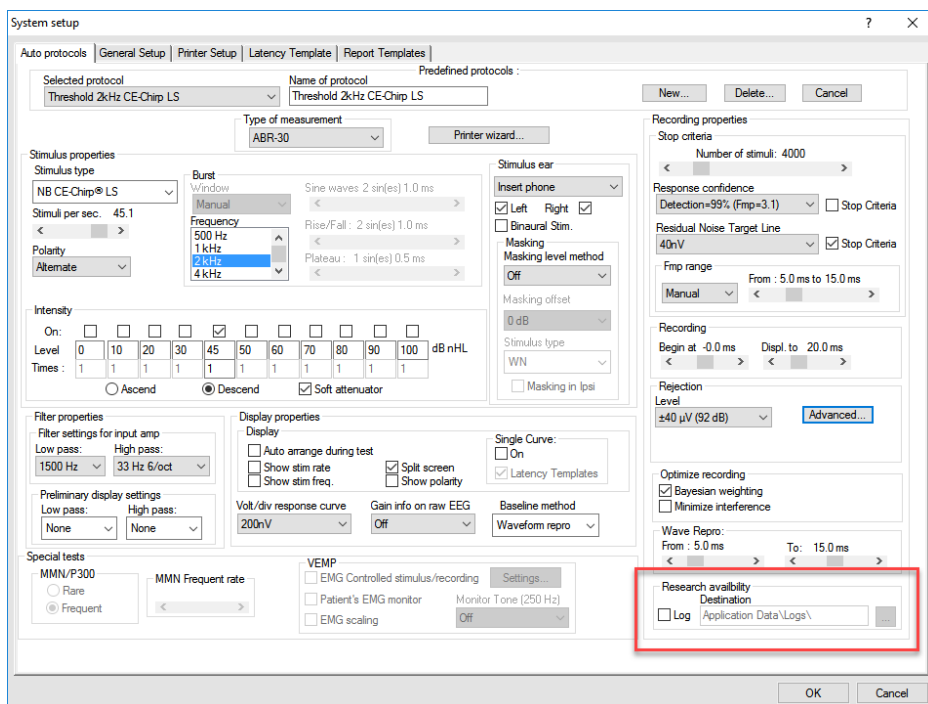 System setup
Auto protocols General Setup Printer Setup Latency Template Report Templates
Predefined protocols :
Selected protocol
Threshold 2kHz CE-Chirp LS
Name of protocol
Threshold 2kHz CE-Chirp LS
New... Delete... Cancel
Type of measurement
ABR-30
Printer wizard...
Stimulus properties
Stimulus type
NB CE-Chirp® LS
Stimuli per sec. 45.1
Polarity
Alternate
Burst
Window
Manual
Frequency
500 Hz
1 kHz
2 kHz
4 kHz
Sine waves 2 sin(es) 1.0 ms
Rise/Fall : 2 sin(es) 1.0 ms
Plateau : 1 sin(es) 0.5 ms
Stimulus ear
Insert phone
Left Right
Binaural Stim.
Masking
Masking level method
Off
Masking offset
0 dB
Stimulus type
WN
Masking in Ipsi
Intensity
On:
Level 0 10 20 30 45 50 60 70 80 90 100 dB nHL
Times : 1 1 1 1 1 1 1 1 1 1 1
Ascend Descend Soft attenuator
Filter properties
Filter settings for input amp
Low pass: High pass:
1500 Hz 33 Hz 6/oct
Preliminary display settings
Low pass: High pass:
None None
Display properties
Display
Auto arrange during test
Show stim rate Split screen
Show stim freq. Show polarity
Single Curve:
On
Latency Templates
Volt/div response curve
200nV
Gain info on raw EEG
Off
Baseline method
Waveform repro
Special tests
MMN/P300
Rare
Frequent
MMN Frequent rate
VEMP
EMG Controlled stimulus/recording Settings...
Patient's EMG monitor Monitor Tone (250 Hz)
EMG scaling Off
Recording properties
Stop criteria
Number of stimuli: 4000
Response confidence
Detection=99% (Fmp=3.1) Stop Criteria
Residual Noise Target Line
40nV Stop Criteria
Fmp range
Manual From : 5.0 ms to 15.0 ms
Recording
Begin at -0.0 ms Displ. to 20.0 ms
Rejection
Level
±40 µV (92 dB) Advanced...
Optimize recording
Bayesian weighting
Minimize interference
Wave Repro:
From : 5.0 ms To: 15.0 ms
Research availbility
Destination
Log Application Data\Logs\ ...
OK Cancel